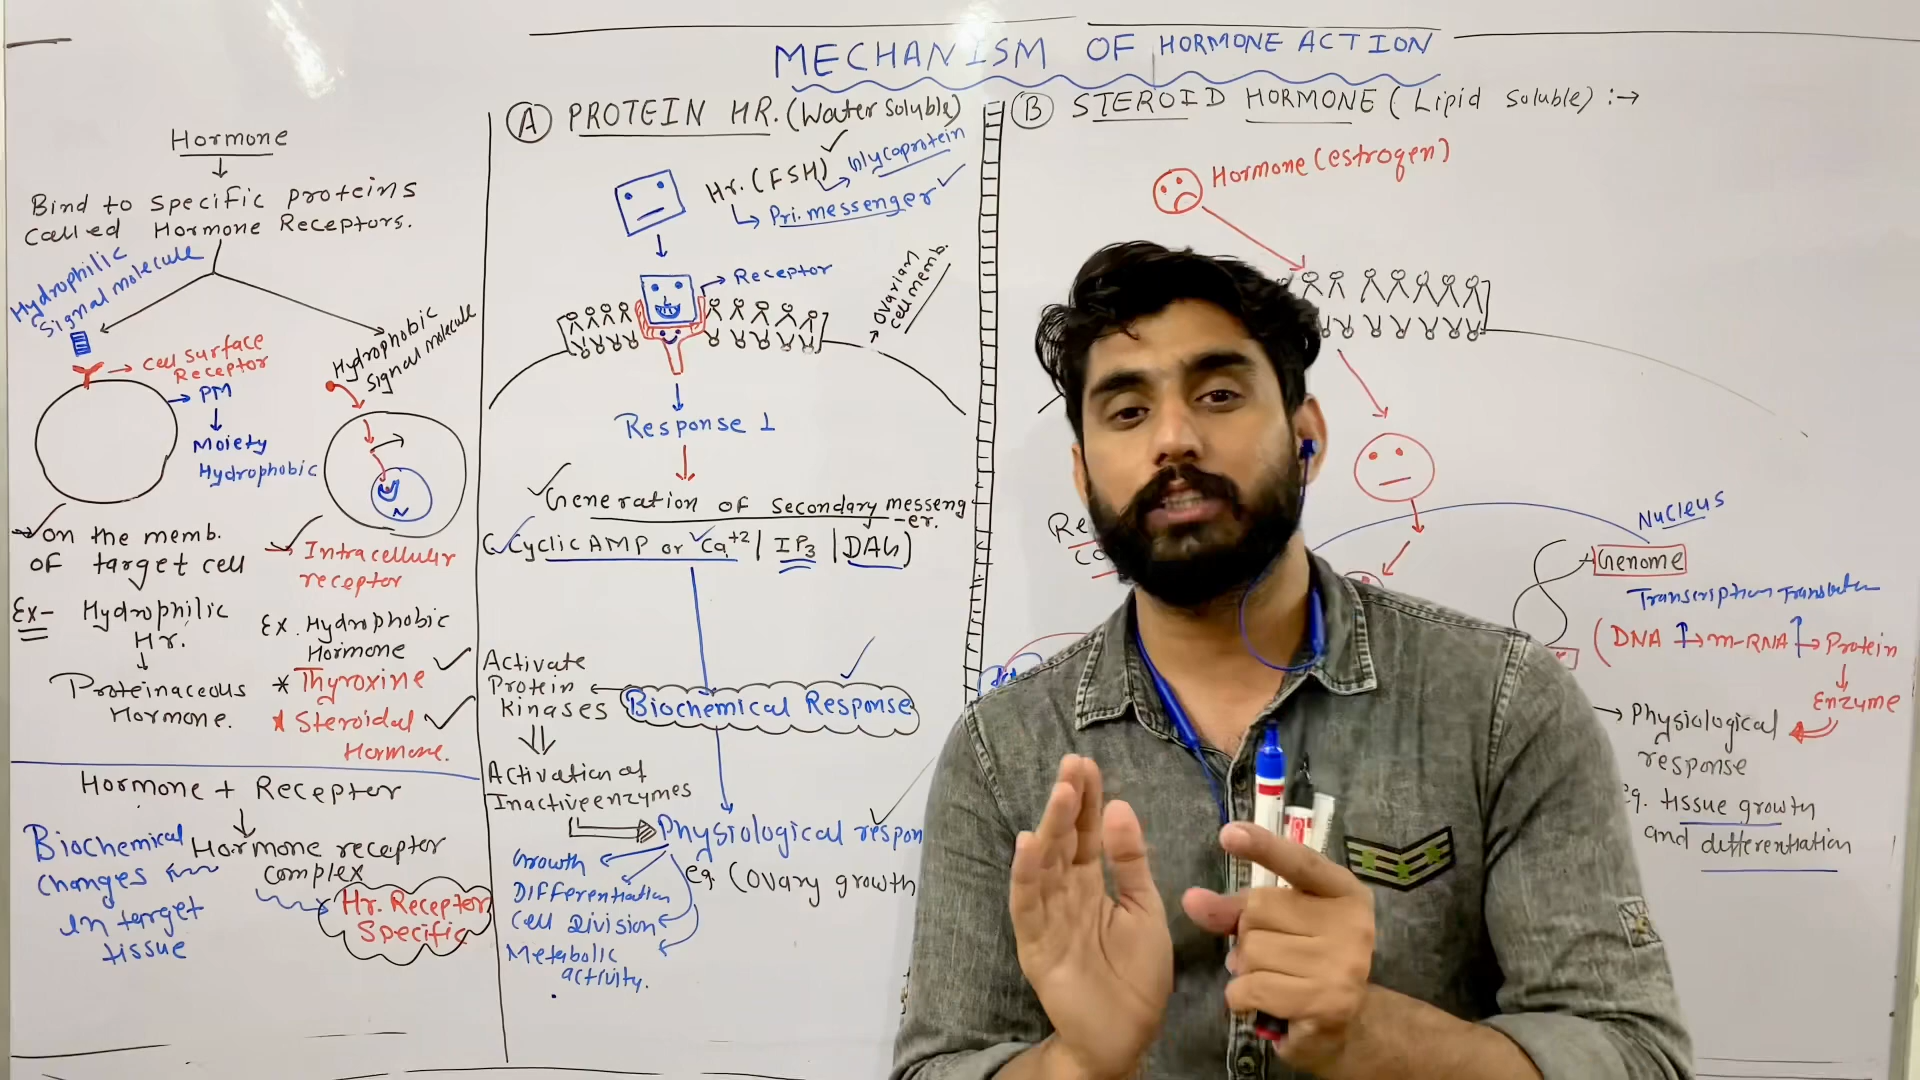 MECHANISM OF HORMONE ACTION
Hormone
Bind to specific proteins
called Hormone Receptors.
Hydrophilic
Signal molecule
Cell surface
Receptor
PM
Moiety
Hydrophobic
on the memb.
of target cell
Ex- Hydrophilic
Hr.
Proteinaceous
Hormone.
Hydrophobic
Signal molecule
N
Intracellular
receptor
Ex. Hydrophobic
Hormone
* Thyroxine
* Steroidal
Hormone.
Hormone + Receptor
Hormone receptor
complex
Biochemical
changes
in target
tissue
Hr. Receptor
Specific
A PROTEIN HR. (Water Soluble)
Hr. (FSH)
Glycoprotein
Pri. messenger
Receptor
Ovarian
cell memb.
Response 1
Generation of Secondary messeng
-er.
(Cyclic AMP or Ca+2 | IP3 | DAG)
Biochemical Response
Activate
Protein
kinases
Activation of
Inactive enzymes
Physiological respon
eg. (Ovary growth
Growth
Differentiation
Cell Division
Metabolic
activity.
B STEROID HORMONE (Lipid Soluble) :→
Hormone (estrogen)
Nucleus
Genome
Transcription Translation
(DNA → m-RNA → Protein
Enzyme
→ Physiological
response
eg. tissue growth
and differentiation